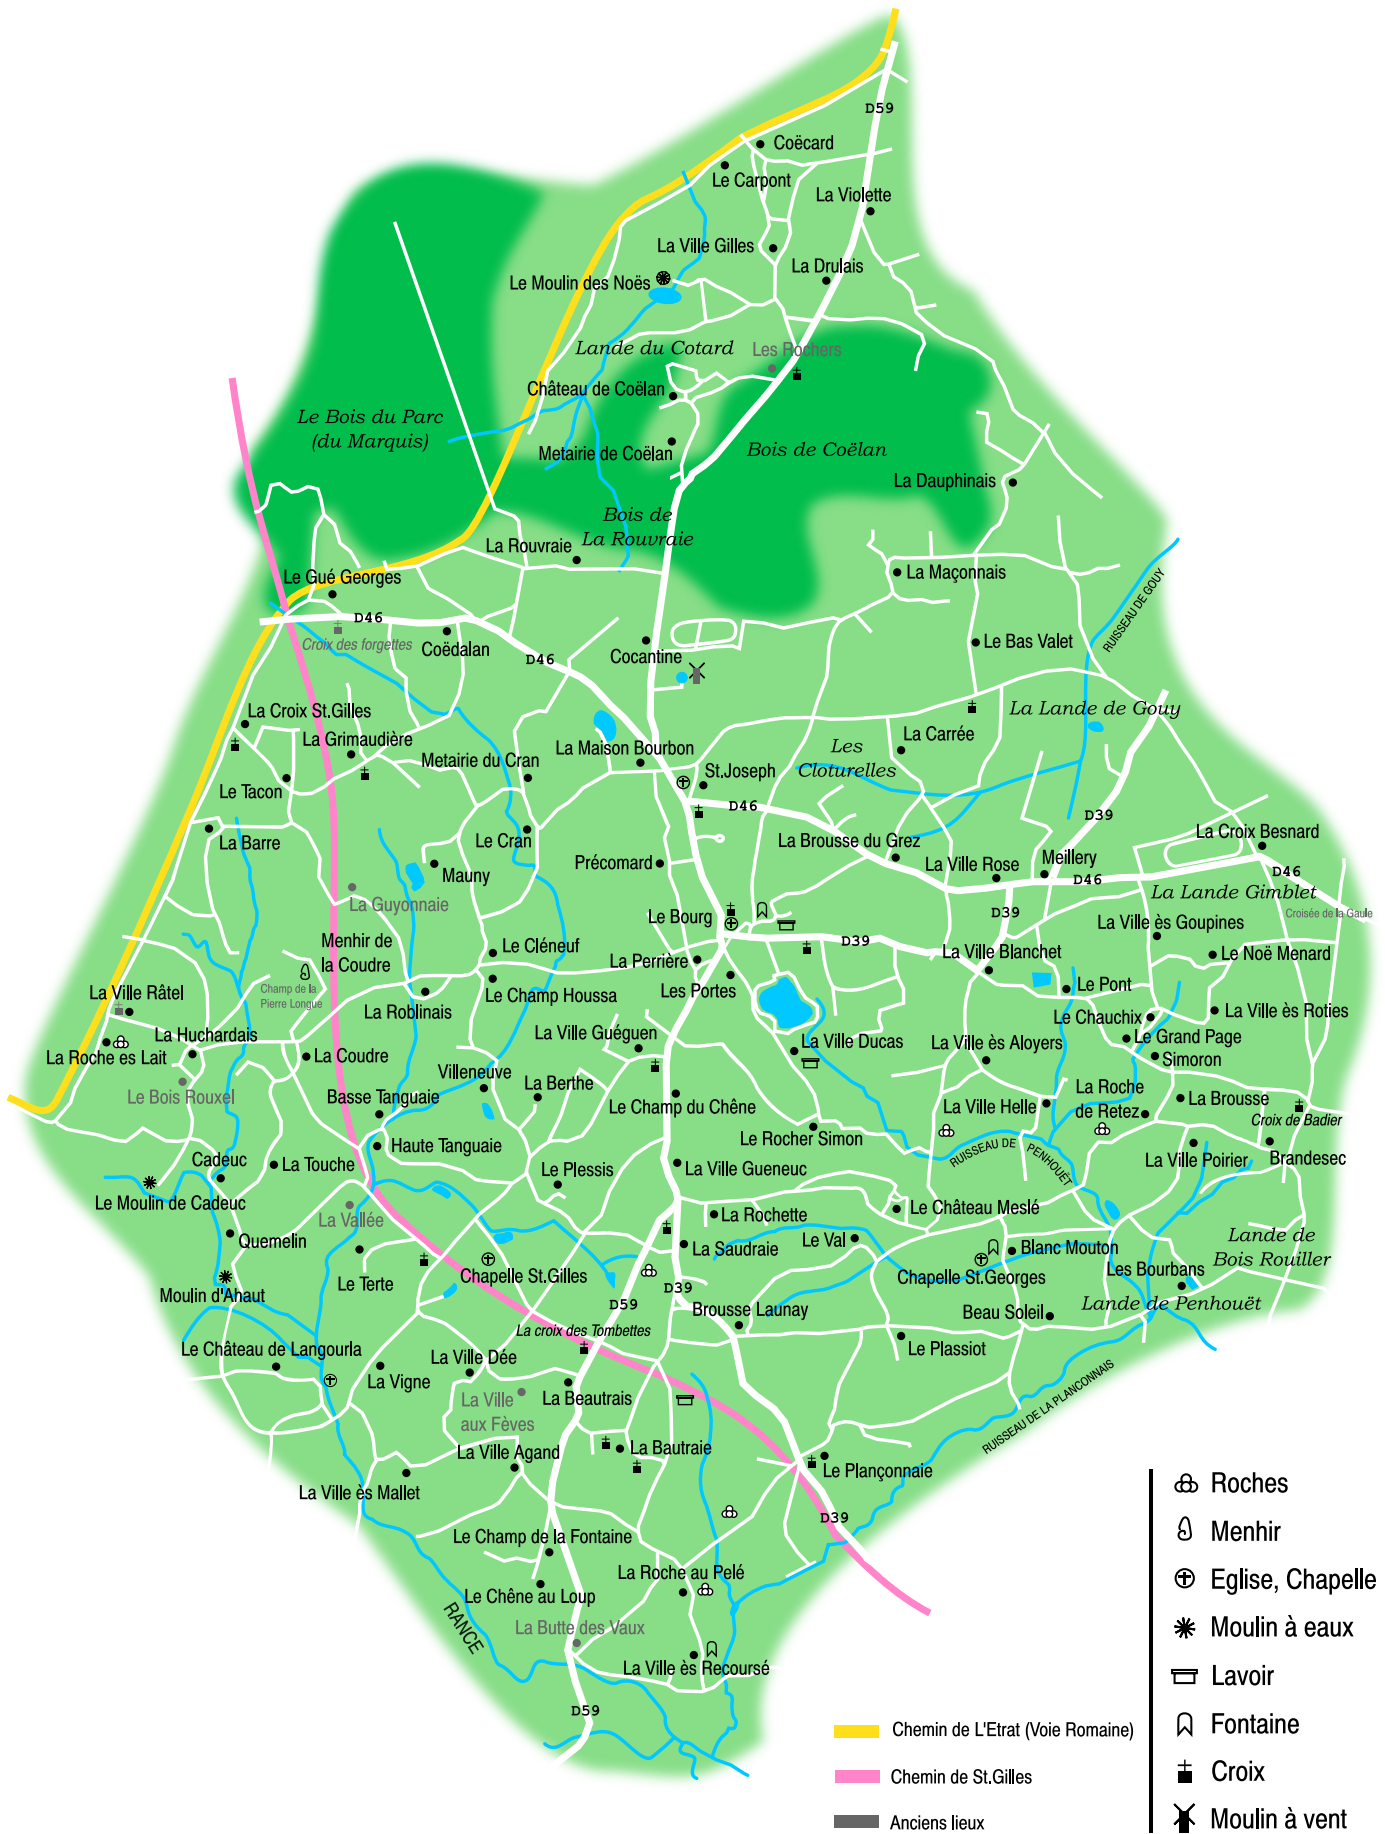 D59
Coëcard
Le Carpont
La Violette
La Ville Gilles
La Drulais
Le Moulin des Noës
Lande du Cotard
Les Rochers
Château de Coëlan
Le Bois du Parc
(du Marquis)
Metairie de Coëlan
Bois de Coëlan
La Dauphinais
Bois de
La Rouvraie
La Rouvraie
Le Gué Georges
La Maçonnais
RUISSEAU DE GOUY
D46
Croix des forgettes
Coëdalan
D46
Cocantine
Le Bas Valet
La Croix St.Gilles
La Grimaudière
La Lande de Gouy
La Carrée
Les
Cloturelles
La Maison Bourbon
Metairie du Cran
St.Joseph
Le Tacon
D46
D39
La Barre
Le Cran
La Brousse du Grez
La Croix Besnard
Précomard
La Ville Rose
Meillery
Mauny
D46
D46
La Lande Gimblet
La Guyonnaie
Le Bourg
D39
Croisée de la Gaule
La Ville ès Goupines
Menhir de
la Coudre
Le Cléneuf
D39
La Ville Blanchet
Le Noë Menard
La Perrière
Champ de la
Pierre Longue
La Ville Râtel
Le Champ Houssa
Les Portes
Le Pont
La Roblinais
La Ville ès Roties
Le Chauchix
La Huchardais
La Ville Guéguen
La Ville Ducas
La Ville ès Aloyers
Le Grand Page
La Roche es Lait
La Coudre
Simoron
Villeneuve
La Berthe
La Roche
de Retez
Le Bois Rouxel
Basse Tanguaie
Le Champ du Chêne
La Ville Helle
La Brousse
Croix de Badier
Haute Tanguaie
Le Rocher Simon
RUISSEAU DE
PENHOUËT
Cadeuc
La Touche
Le Plessis
La Ville Gueneuc
La Ville Poirier
Brandesec
Le Moulin de Cadeuc
La Vallée
La Rochette
Le Château Meslé
Quemelin
La Saudraie
Le Val
Blanc Mouton
Lande de
Bois Rouiller
Le Terte
Chapelle St.Gilles
Chapelle St.Georges
Les Bourbans
Moulin d'Ahaut
D59
D39
Brousse Launay
Beau Soleil
Lande de Penhouët
La croix des Tombettes
Le Château de Langourla
La Ville Dée
Le Plassiot
La Vigne
La Ville
aux Fèves
La Beautrais
RUISSEAU DE LA PLANCONNAIS
La Ville Agand
La Bautraie
Le Plançonnaie
La Ville ès Mallet
Roches
D39
Le Champ de la Fontaine
Menhir
La Roche au Pelé
Eglise, Chapelle
Le Chêne au Loup
RANCE
La Butte des Vaux
Moulin à eaux
La Ville ès Recoursé
Lavoir
D59
Fontaine
Chemin de L'Etrat (Voie Romaine)
Croix
Chemin de St.Gilles
Moulin à vent
Anciens lieux